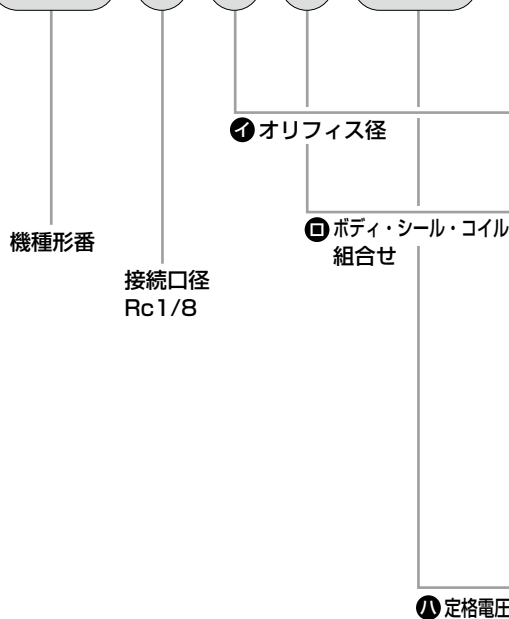 イ オリフィス径
ロ ボディ・シール・コイル
組合せ
機種形番
接続口径
Rc1/8
ハ 定格電圧